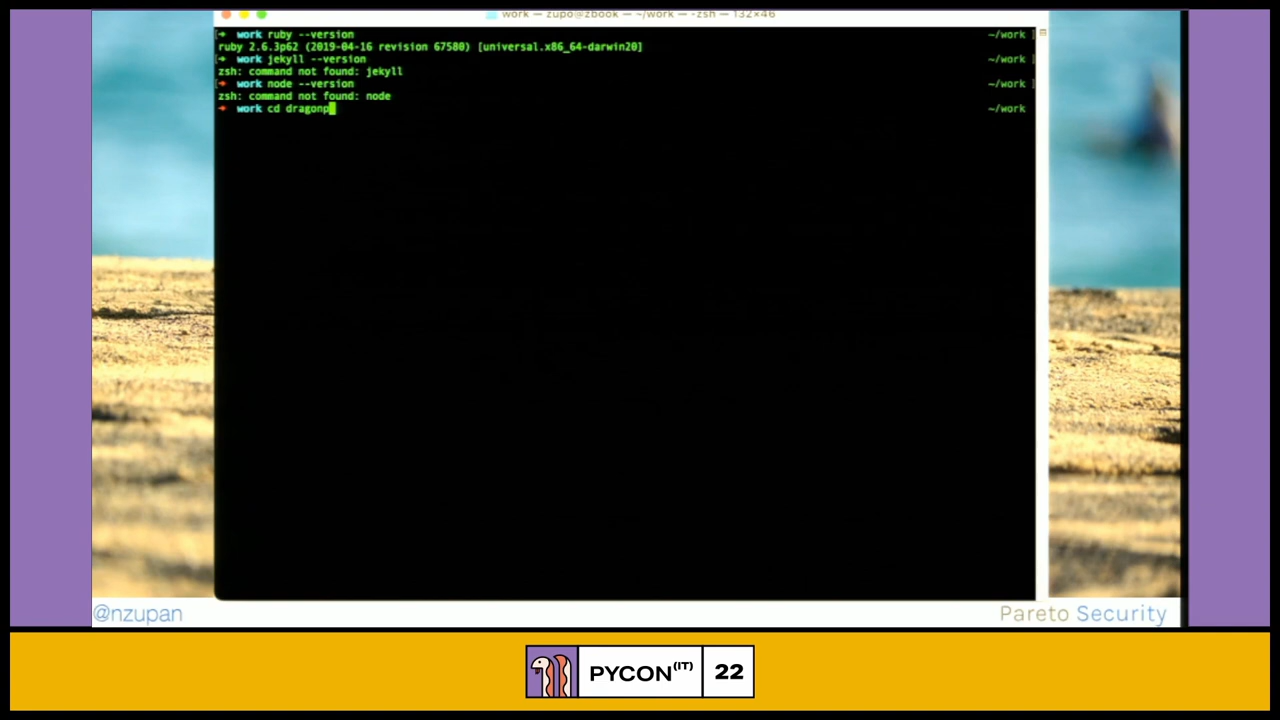 work — zupo@zbook — ~/work — -zsh — 132×46
[➜ work ruby --version ~/work ]
ruby 2.6.3p62 (2019-04-16 revision 67580) [universal.x86_64-darwin20]
[➜ work jekyll --version ~/work ]
zsh: command not found: jekyll
[➜ work node --version ~/work ]
zsh: command not found: node
➜ work cd dragonp ~/work
@nzupan
Pareto Security
PYCON(IT) 22